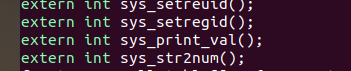 extern int sys_setreuid();
extern int sys_setregid();
extern int sys_print_val();
extern int sys_str2num();